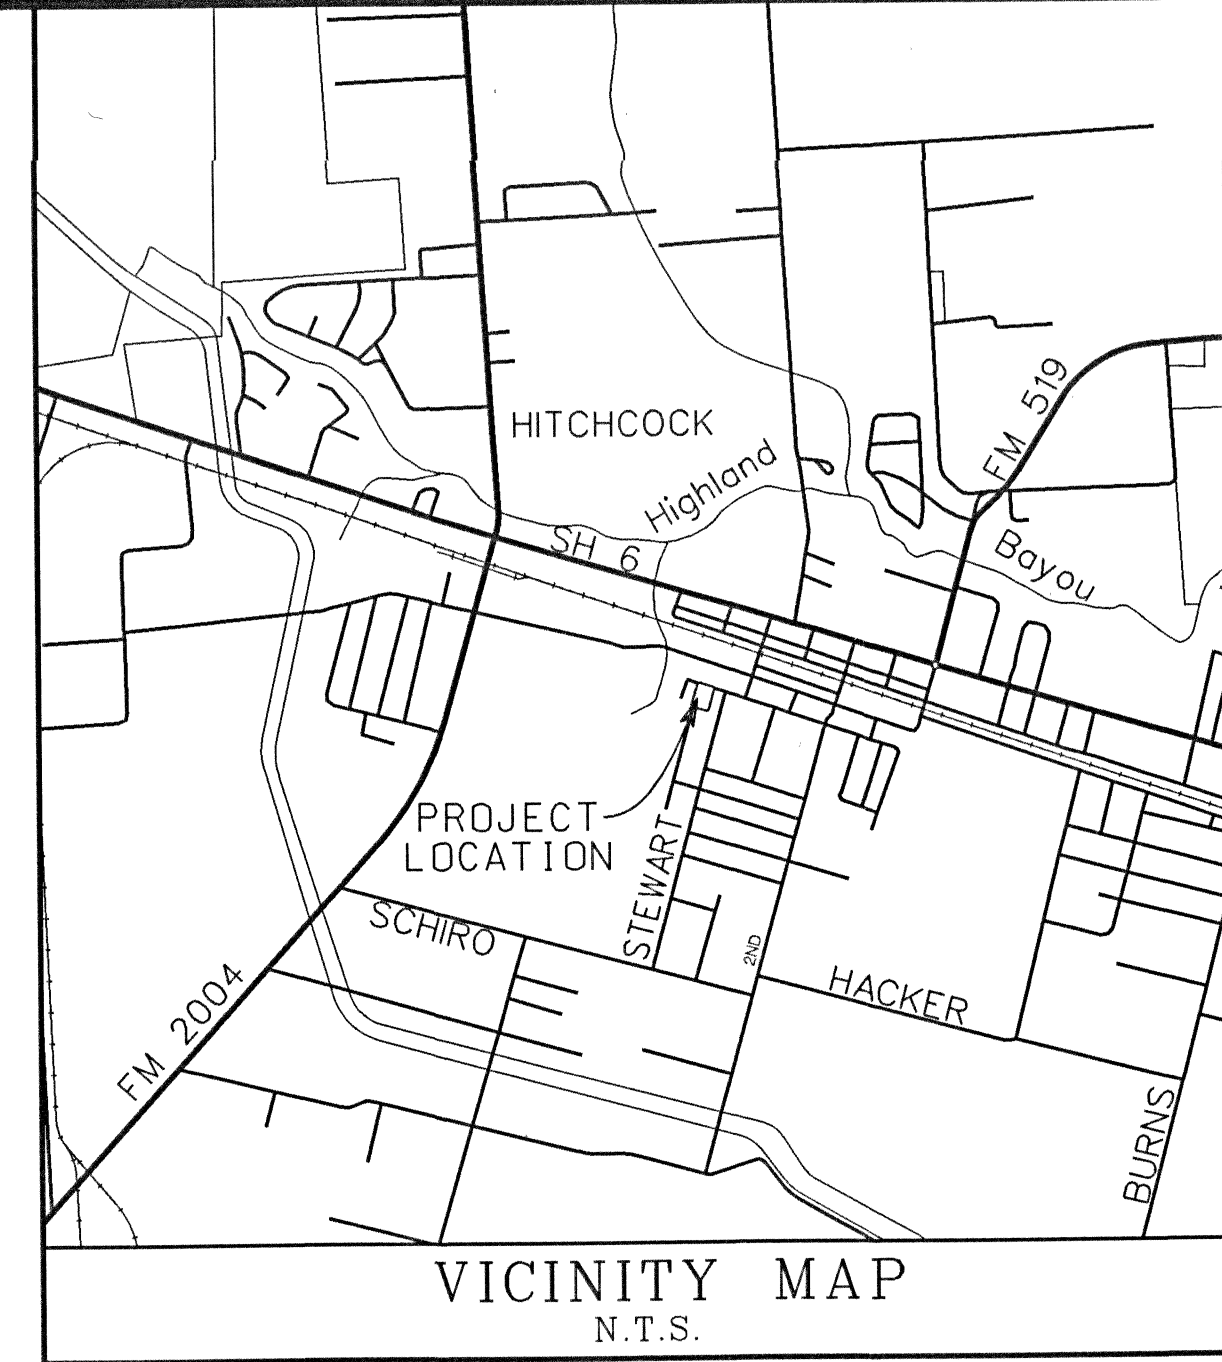 FM 519
HITCHCOCK
Highland
Bayou
SH 6
PROJECT
LOCATION
STEWART
SCHIRO
2ND
HACKER
FM 2004
BURNS
VICINITY MAP
N.T.S.